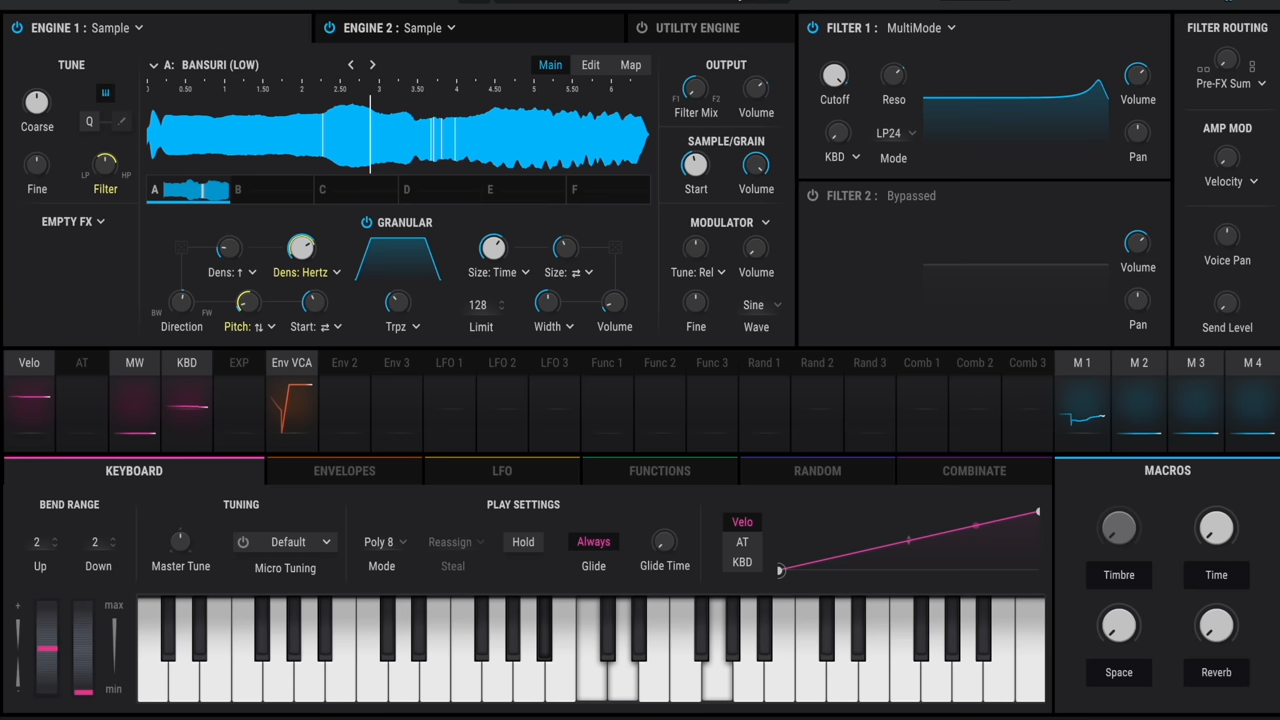 ENGINE 1 : Sample
ENGINE 2 : Sample
UTILITY ENGINE
FILTER 1 : MultiMode
FILTER ROUTING
TUNE
A: BANSURI (LOW)
Main Edit Map
OUTPUT
0 0.50 1 1.50 2 2.50 3 3.50 4 4.50 5 5.50 6
Coarse
Q
F1 F2
Filter Mix Volume
Cutoff Reso Volume
Pre-FX Sum
SAMPLE/GRAIN
AMP MOD
LP HP
Fine Filter
Start Volume
KBD
LP24
Mode
Pan
Velocity
A B C D E F
FILTER 2 : Bypassed
EMPTY FX
GRANULAR
MODULATOR
Dens: ↑ Dens: Hertz Size: Time Size: ⇄
Tune: Rel Volume
Volume
Voice Pan
BW FW
128
Sine
Direction Pitch: ⇅ Start: ⇄ Trpz Limit Width Volume
Fine Wave
Pan
Send Level
Velo AT MW KBD EXP Env VCA Env 2 Env 3 LFO 1 LFO 2 LFO 3 Func 1 Func 2 Func 3 Rand 1 Rand 2 Rand 3 Comb 1 Comb 2 Comb 3 M 1 M 2 M 3 M 4
KEYBOARD ENVELOPES LFO FUNCTIONS RANDOM COMBINATE MACROS
BEND RANGE TUNING PLAY SETTINGS
2 2
Up Down
Master Tune
Default
Micro Tuning
Poly 8
Mode
Reassign
Steal
Hold
Always
Glide
Glide Time
Velo
AT
KBD
Timbre Time
+ max
- min
Space Reverb